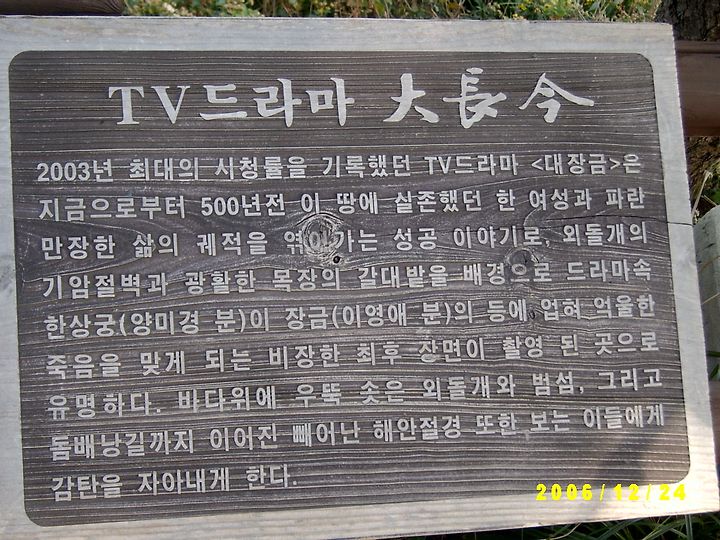 TV드라마 大長今
2003년 최대의 시청률을 기록했던 TV드라마 <대장금>은
지금으로부터 500년전 이 땅에 실존했던 한 여성과 파란
만장한 삶의 궤적을 엮어가는 성공 이야기로, 외돌개의
기암절벽과 광활한 목장의 갈대밭을 배경으로 드라마속
한상궁(양미경 분)이 장금(이영애 분)의 등에 업혀 억울한
죽음을 맞게 되는 비장한 최후 장면이 촬영 된 곳으로
유명하다. 바다위에 우뚝 솟은 외돌개와 범섬, 그리고
돔배낭길까지 이어진 빼어난 해안절경 또한 보는 이들에게
감탄을 자아내게 한다.
2006/12/24